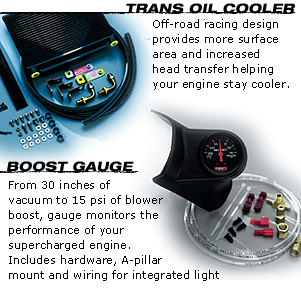 TRANS OIL COOLER
Off-road racing design
provides more surface
area and increased
head transfer helping
your engine stay cooler.
BOOST GAUGE
From 30 inches of
vacuum to 15 psi of blower
boost, gauge monitors the
performance of your
supercharged engine.
Includes hardware, A-pillar
mount and wiring for integrated light